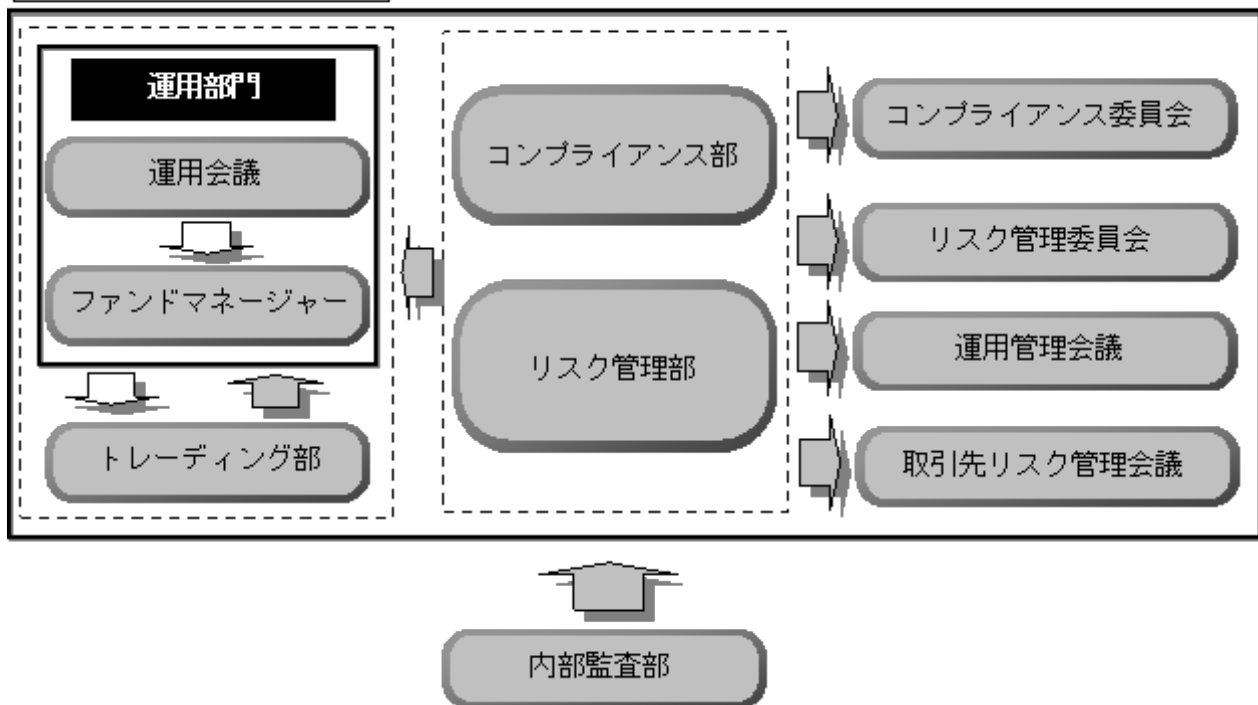 運用部門
運用会議
ファンドマネージャー
トレーディング部
コンプライアンス部
リスク管理部
コンプライアンス委員会
リスク管理委員会
運用管理会議
取引先リスク管理会議
内部監査部